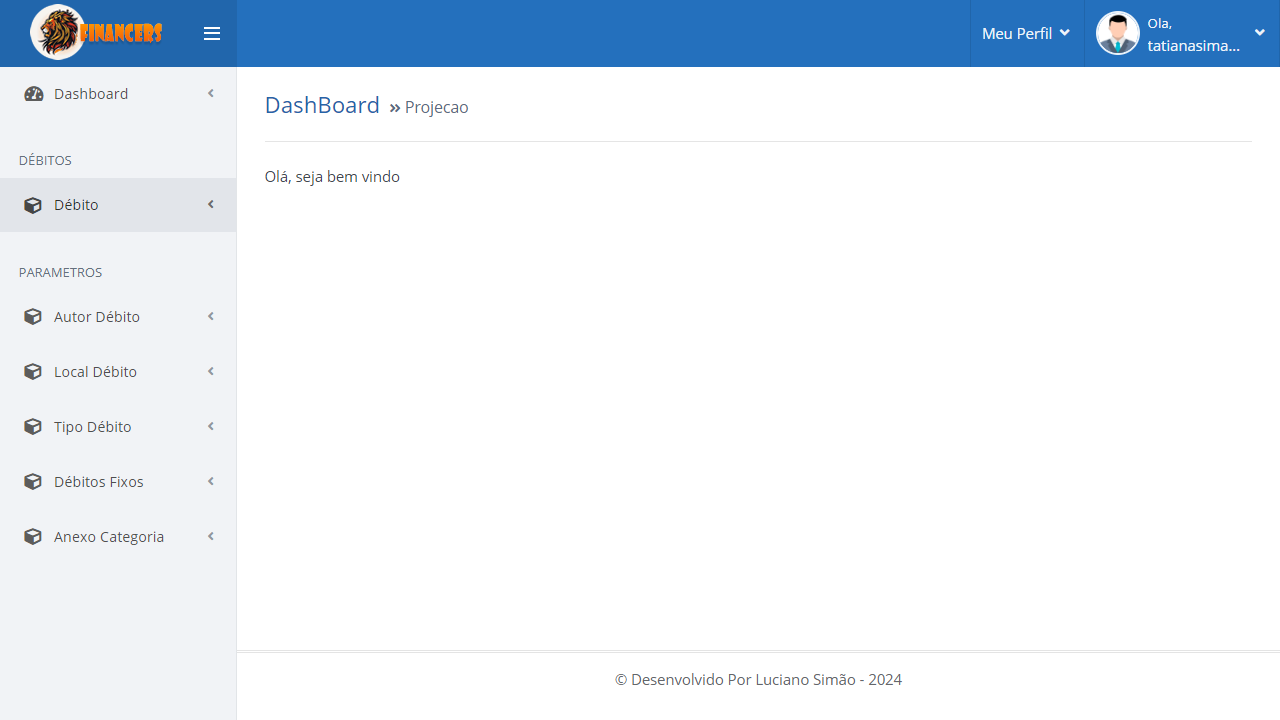 FINANCERS
Meu Perfil
Ola,
tatianasima...
Dashboard
DÉBITOS
Débito
PARAMETROS
Autor Débito
Local Débito
Tipo Débito
Débitos Fixos
Anexo Categoria
DashBoard » Projecao
Olá, seja bem vindo
© Desenvolvido Por Luciano Simão - 2024